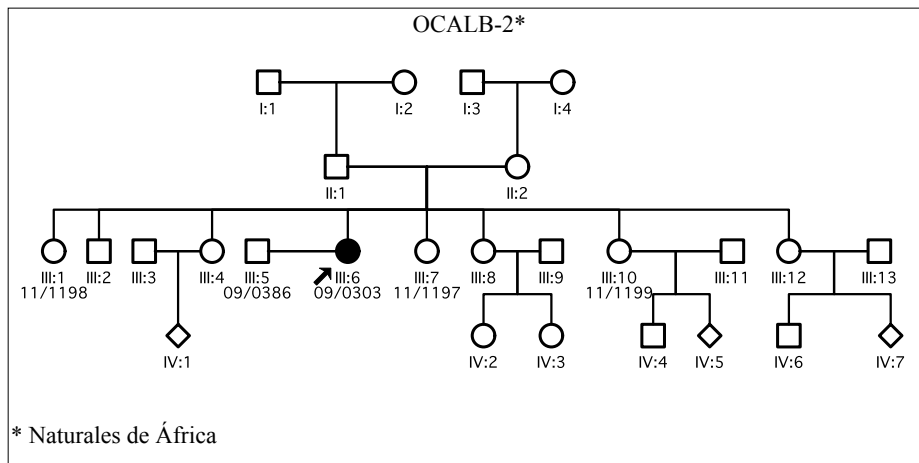 OCALB-2*
I:1 I:2 I:3 I:4
II:1 II:2
III:1 III:2 III:3 III:4 III:5 III:6 III:7 III:8 III:9 III:10 III:11 III:12 III:13
11/1198 09/0386 09/0303 11/1197 11/1199
IV:1 IV:2 IV:3 IV:4 IV:5 IV:6 IV:7
* Naturales de África